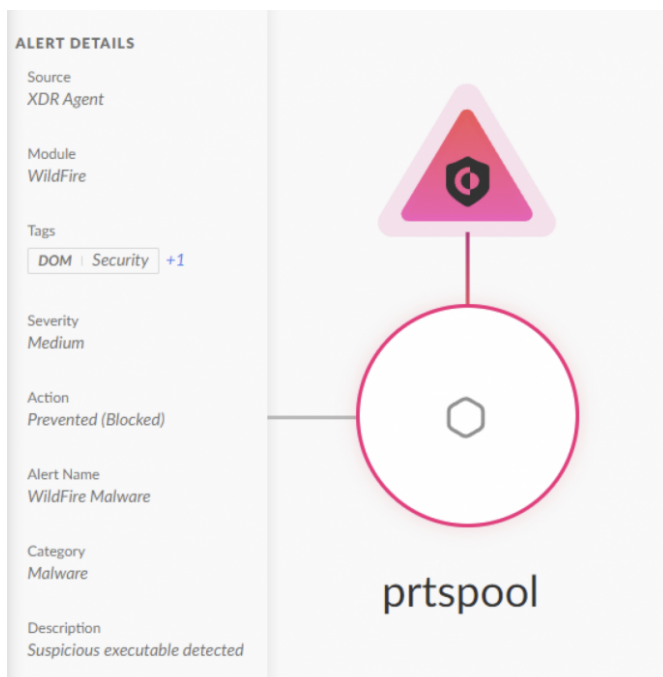 ALERT DETAILS
Source
XDR Agent
Module
WildFire
Tags
DOM Security +1
Severity
Medium
Action
Prevented (Blocked)
Alert Name
WildFire Malware
Category
Malware
Description
Suspicious executable detected
prtspool